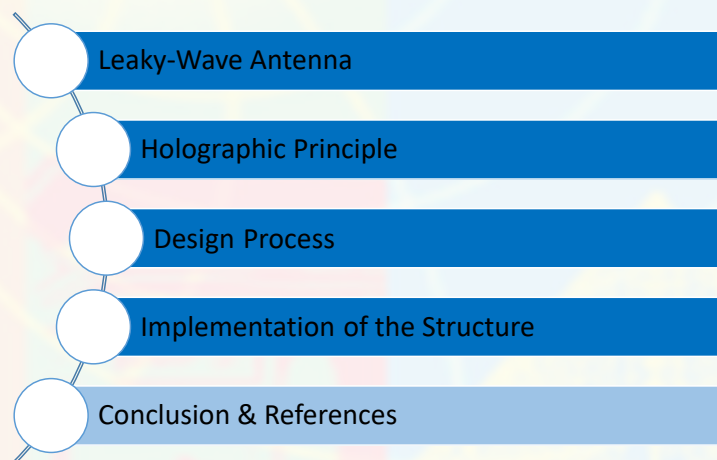 Leaky-Wave Antenna
Holographic Principle
Design Process
Implementation of the Structure
Conclusion & References